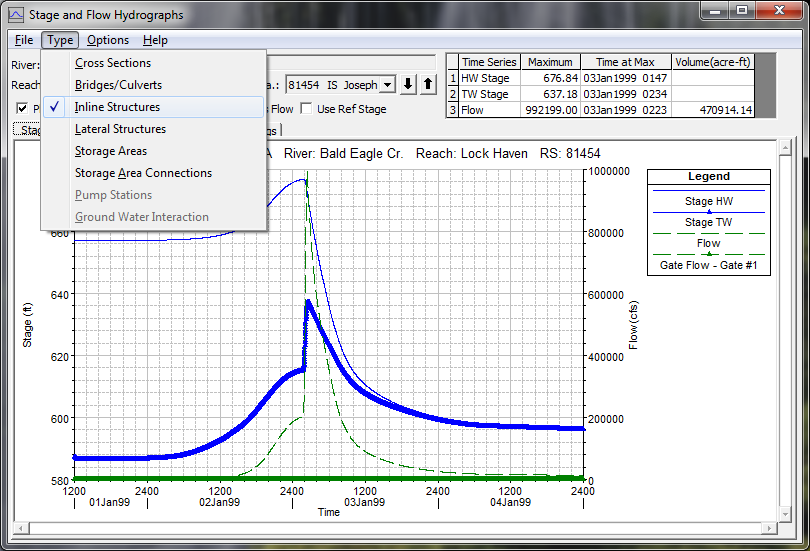 Stage and Flow Hydrographs
File Type Options Help
River:
Reach
Cross Sections
Bridges/Culverts
Inline Structures
Lateral Structures
Storage Areas
Storage Area Connections
Pump Stations
Ground Water Interaction
a.: 81454 IS Joseph
P
s Flow Use Ref Stage
Stag
gs
Time Series Maximum Time at Max Volume(acre-ft)
1 HW Stage 676.84 03Jan1999 0147
2 TW Stage 637.18 03Jan1999 0234
3 Flow 992199.00 03Jan1999 0223 470914.14
A River: Bald Eagle Cr. Reach: Lock Haven RS: 81454
Legend
Stage HW
Stage TW
Flow
Gate Flow - Gate #1
Stage (ft)
660
640
620
600
580
1000000
800000
600000
400000
200000
0
Flow (cfs)
1200 2400 1200 2400 1200 2400 1200 2400
01Jan99 02Jan99 03Jan99 04Jan99
Time